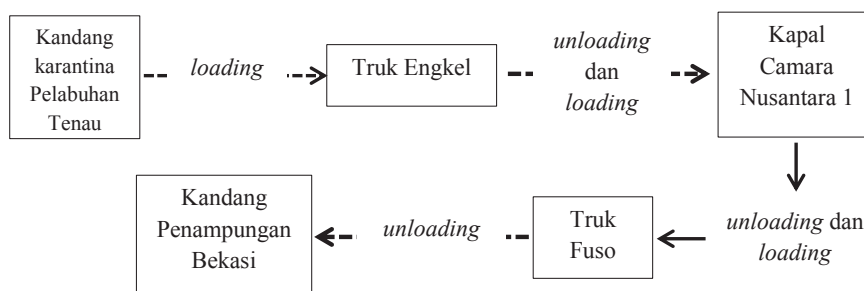 Kandang
karantina
Pelabuhan
Tenau
loading
Truk Engkel
unloading
dan
loading
Kapal
Camara
Nusantara 1
unloading dan
loading
Truk
Fuso
unloading
Kandang
Penampungan
Bekasi